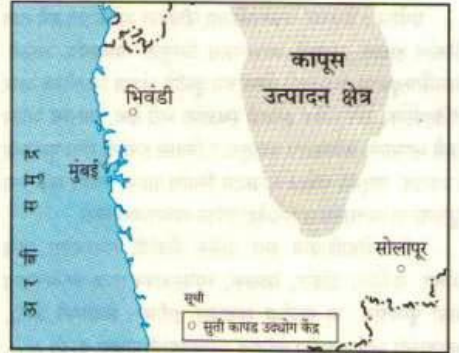 कापूस
उत्पादन क्षेत्र
भिवंडी
मुंबई
अरबी समुद्र
सोलापूर
सूची
○ सुती कापड उद्योग केंद्र